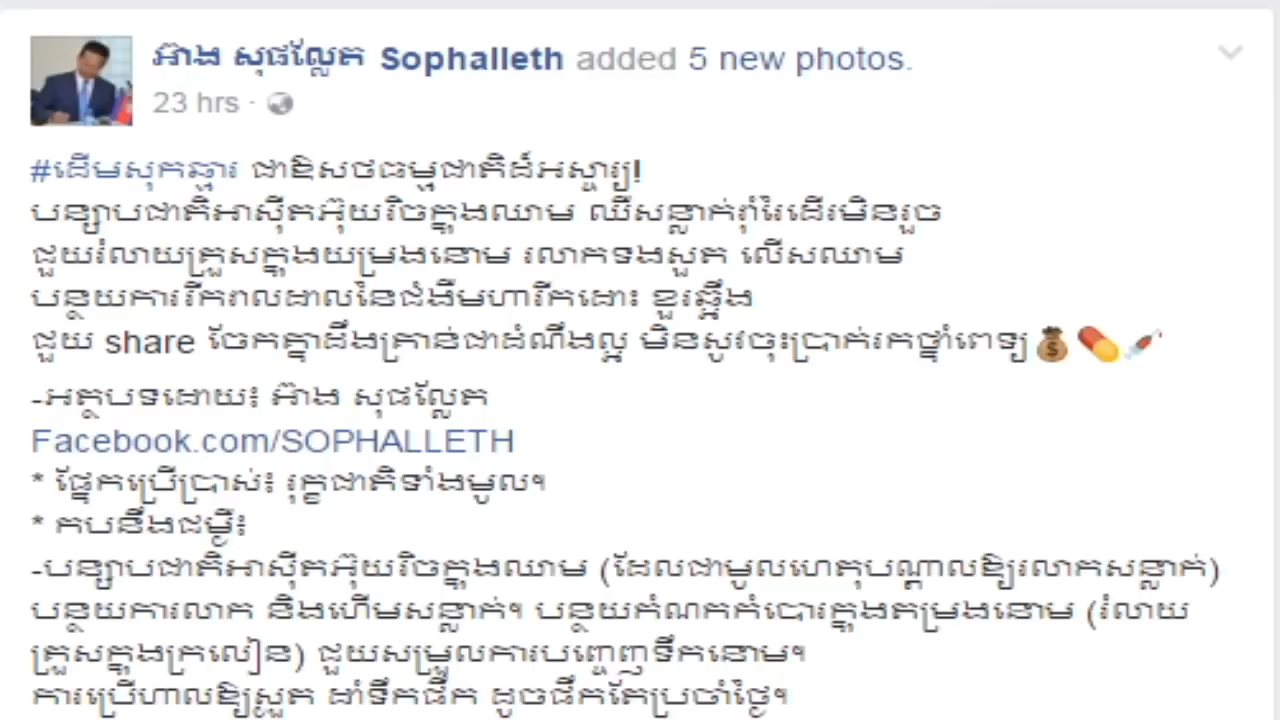 អ៊ាង សុផល្លែត Sophalleth added 5 new photos.
23 hrs ·
#ដើមសុកឆ្មារ ជាឱសថធម្មជាតិដ៏អស្ចារ្យ!
បន្សាបជាតិអាស៊ីតអ៊ុយរិចក្នុងឈាម ឈឺសន្លាក់រ៉ាំរៃដើរមិនរួច
ជួយរំលាយគ្រួសក្នុងយម្រងនោម រលាកទងសួត លើសឈាម
បន្ថយការរីករាលដាលនៃជំងឺមហារីកដោះ ខួរឆ្អឹង
ជួយ share ចែកគ្នាដឹងគ្រាន់ជាដំណឹងល្អ មិនសូវចុះប្រាក់រកថ្នាំពេទ្យ💰💊💉
-អត្ថបទដោយ៖ អ៊ាង សុផល្លែត
Facebook.com/SOPHALLETH
* ផ្នែកប្រើប្រាស់៖ រុក្ខជាតិទាំងមូល។
* កបនឹងជម្ងឺ៖
-បន្សាបជាតិអាស៊ីតអ៊ុយរិចក្នុងឈាម (ដែលជាមូលហេតុបណ្តាលឱ្យរលាកសន្លាក់)
បន្ថយការលាក និងហើមសន្លាក់។ បន្ថយកំណកកំបោរក្នុងតម្រងនោម (រំលាយ
គ្រួសក្នុងក្រលៀន) ជួយសម្រួលការបញ្ចេញទឹកនោម។
ការប្រើហាលឱ្យស្ងួត ដាំទឹកផឹក ដូចផឹកតែប្រចាំថ្ងៃ។